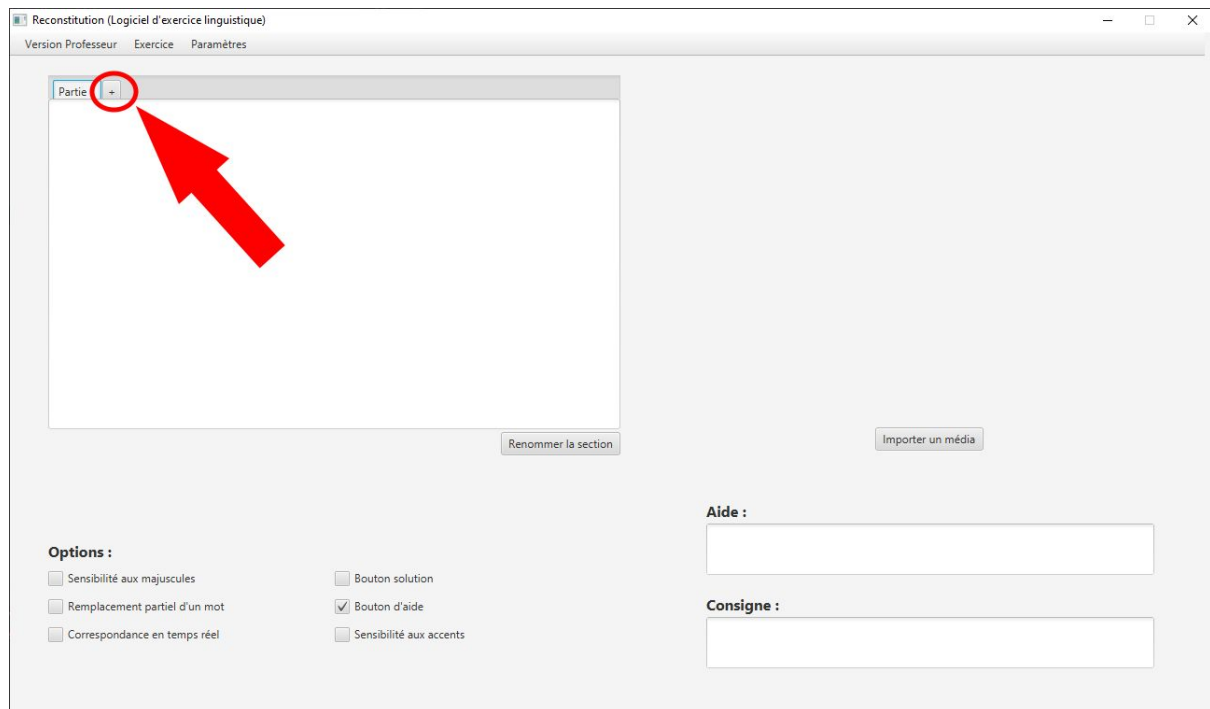 Reconstitution (Logiciel d'exercice linguistique)
Version Professeur Exercice Paramètres
Partie +
Renommer la section
Importer un média
Aide :
Options :
Sensibilité aux majuscules Bouton solution
Remplacement partiel d'un mot Bouton d'aide
Consigne :
Correspondance en temps réel Sensibilité aux accents